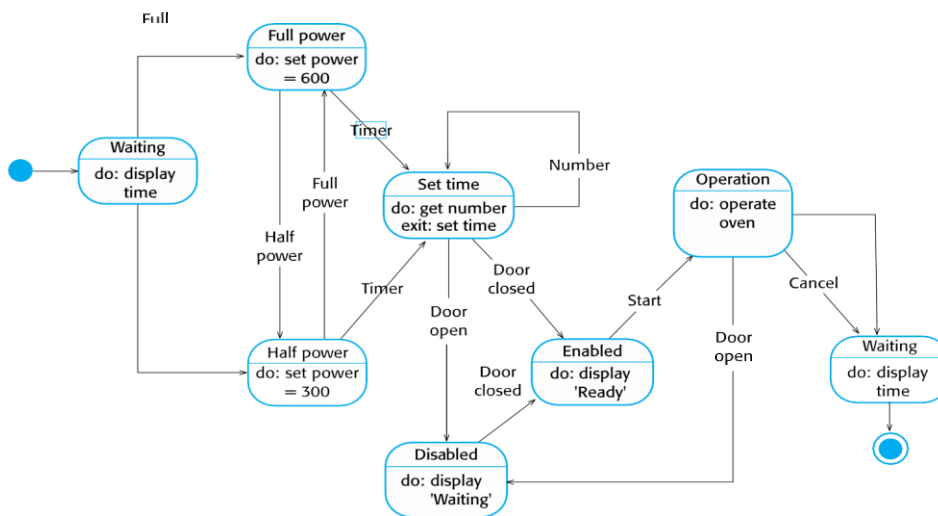 Full
Full power
do: set power
= 600
Timer
Waiting
do: display
time
Full
power
Number
Set time
do: get number
exit: set time
Operation
do: operate
oven
Half
power
Timer
Door
open
Door
closed
Start
Cancel
Door
open
Half power
do: set power
= 300
Door
closed
Enabled
do: display
'Ready'
Waiting
do: display
time
Disabled
do: display
'Waiting'